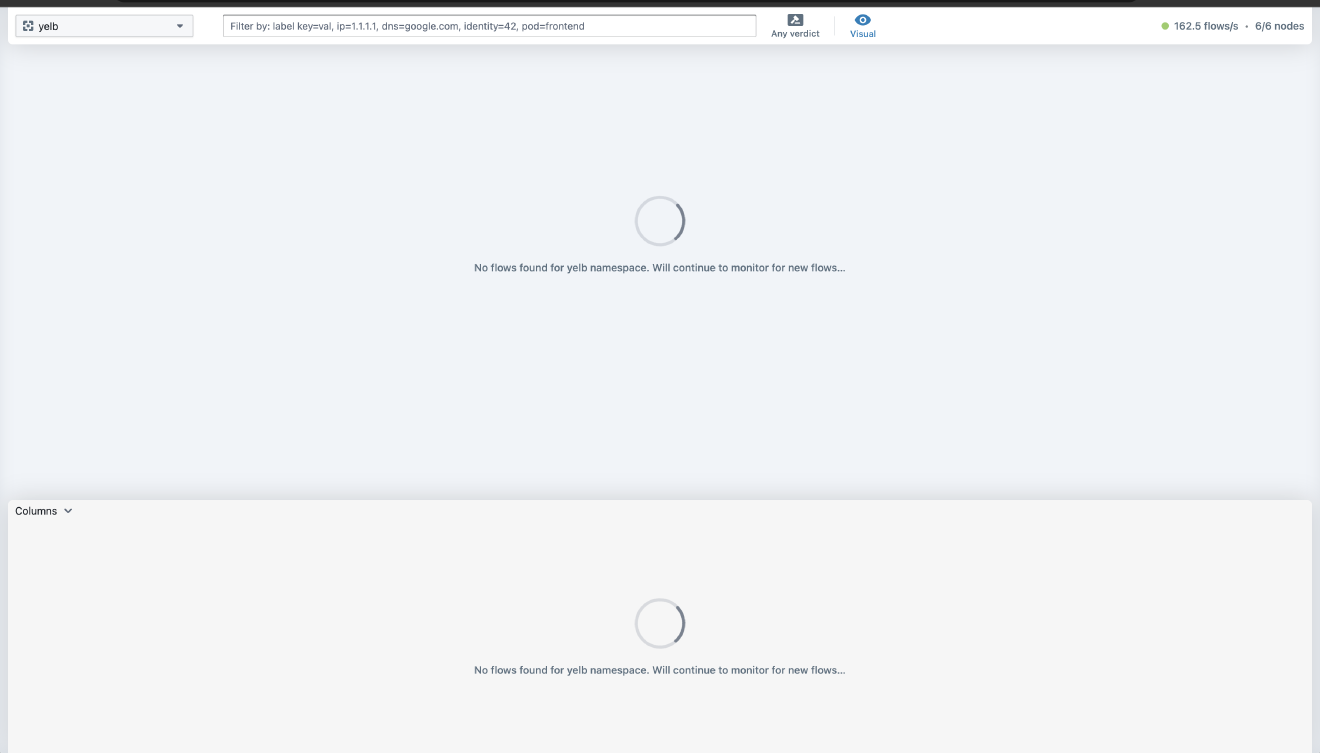 yelb
Filter by: label key=val, ip=1.1.1.1, dns=google.com, identity=42, pod=frontend
Any verdict
Visual
162.5 flows/s • 6/6 nodes
No flows found for yelb namespace. Will continue to monitor for new flows...
Columns
No flows found for yelb namespace. Will continue to monitor for new flows...